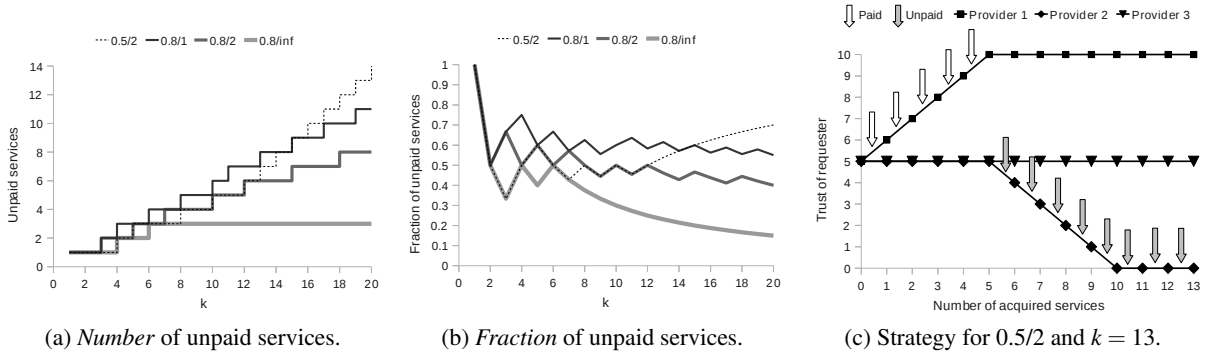 0.5/2 0.8/1 0.8/2 0.8/inf
14
12
10
8
6
4
2
0
Unpaid services
0 2 4 6 8 10 12 14 16 18 20
k
(a) Number of unpaid services.
0.5/2 0.8/1 0.8/2 0.8/inf
1
0.9
0.8
0.7
0.6
0.5
0.4
0.3
0.2
0.1
0
Fraction of unpaid services
0 2 4 6 8 10 12 14 16 18 20
k
(b) Fraction of unpaid services.
Paid Unpaid Provider 1 Provider 2 Provider 3
10
9
8
7
6
5
4
3
2
1
0
Trust of requester
0 1 2 3 4 5 6 7 8 9 10 11 12 13
Number of acquired services
(c) Strategy for 0.5/2 and k = 13.